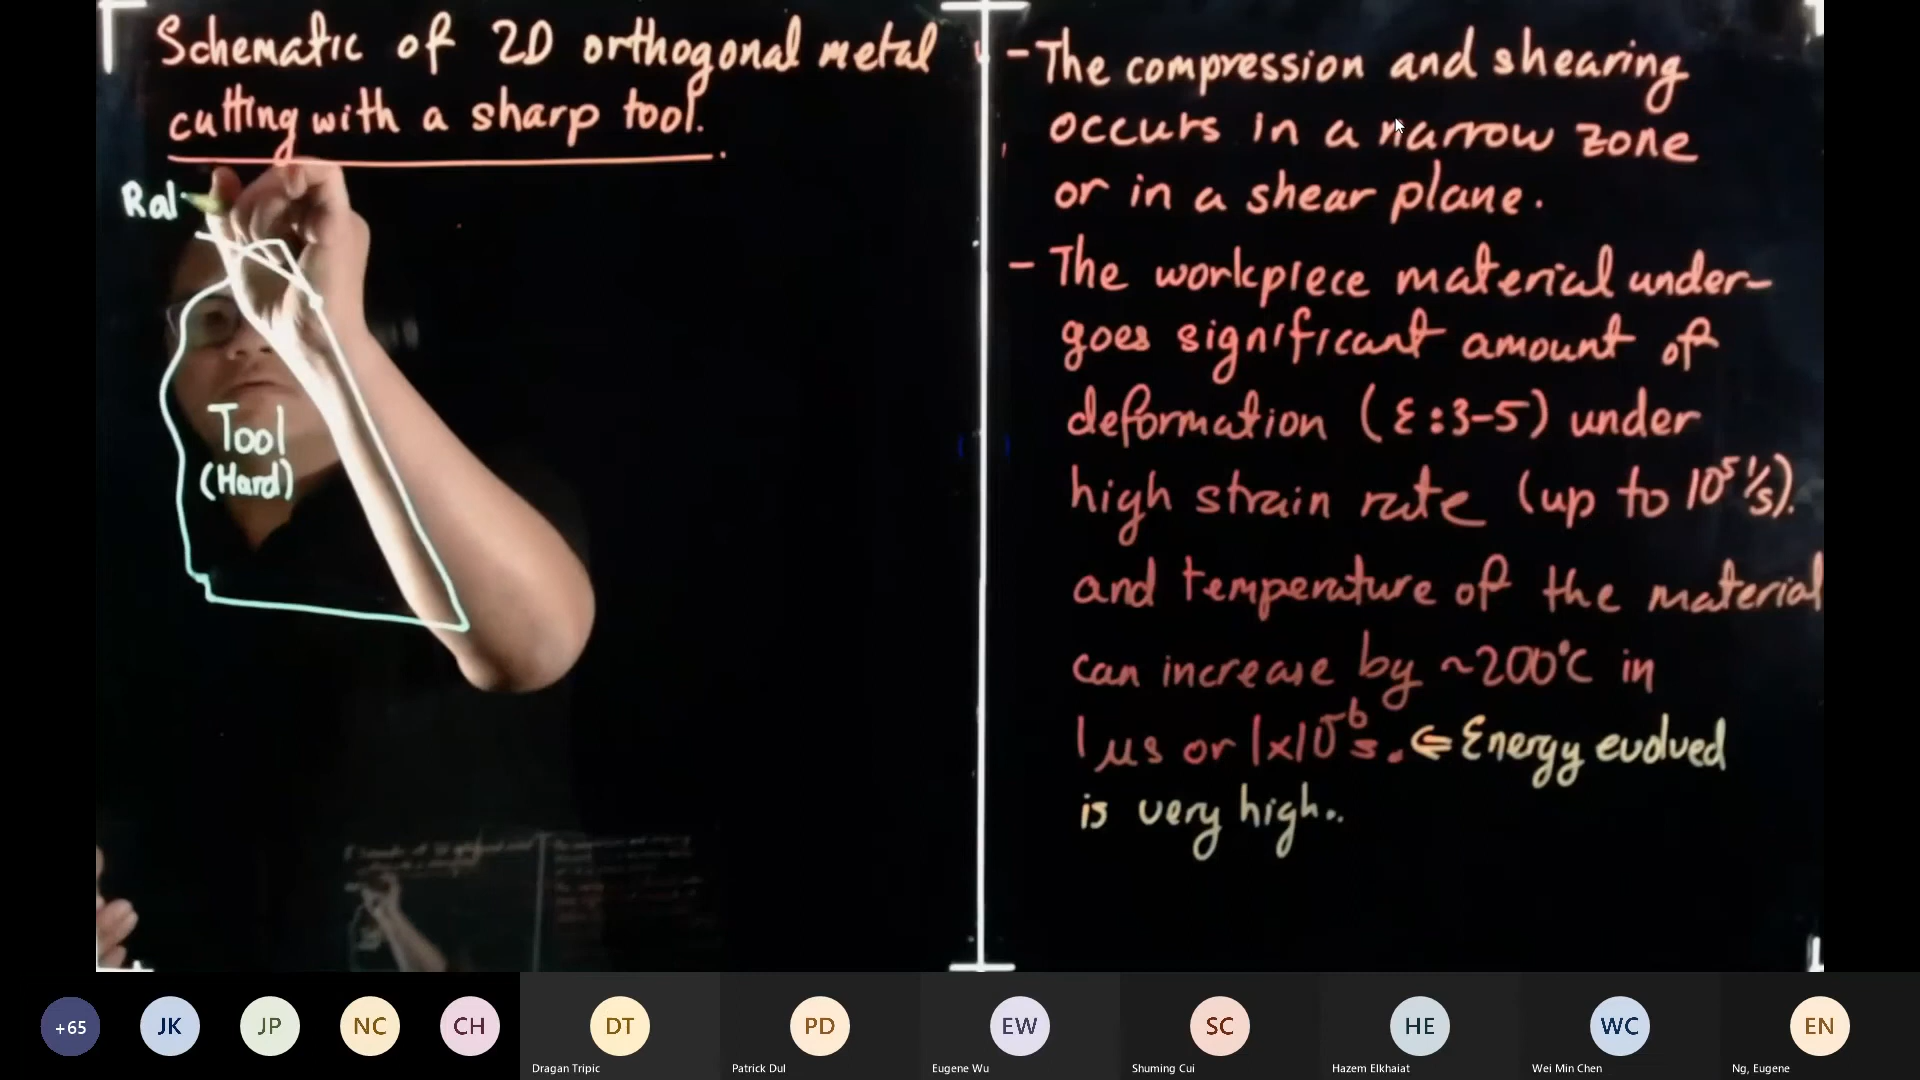 Schematic of 2D orthogonal metal
cutting with a sharp tool.
Ral
Tool
(Hard)
- The compression and shearing
occurs in a narrow zone
or in a shear plane.
- The workpiece material under-
goes significant amount of
deformation (ε:3-5) under
high strain rate (up to 10⁵ 1/s).
and temperature of the material
can increase by ~200°C in
1 μs or 1x10⁻⁶ s. ⇐ Energy evolved
is very high..
+65
JK
JP
NC
CH
DT
PD
EW
SC
HE
WC
EN
Dragan Tripic
Patrick Dul
Eugene Wu
Shuming Cui
Hazem Elkhaiat
Wei Min Chen
Ng, Eugene